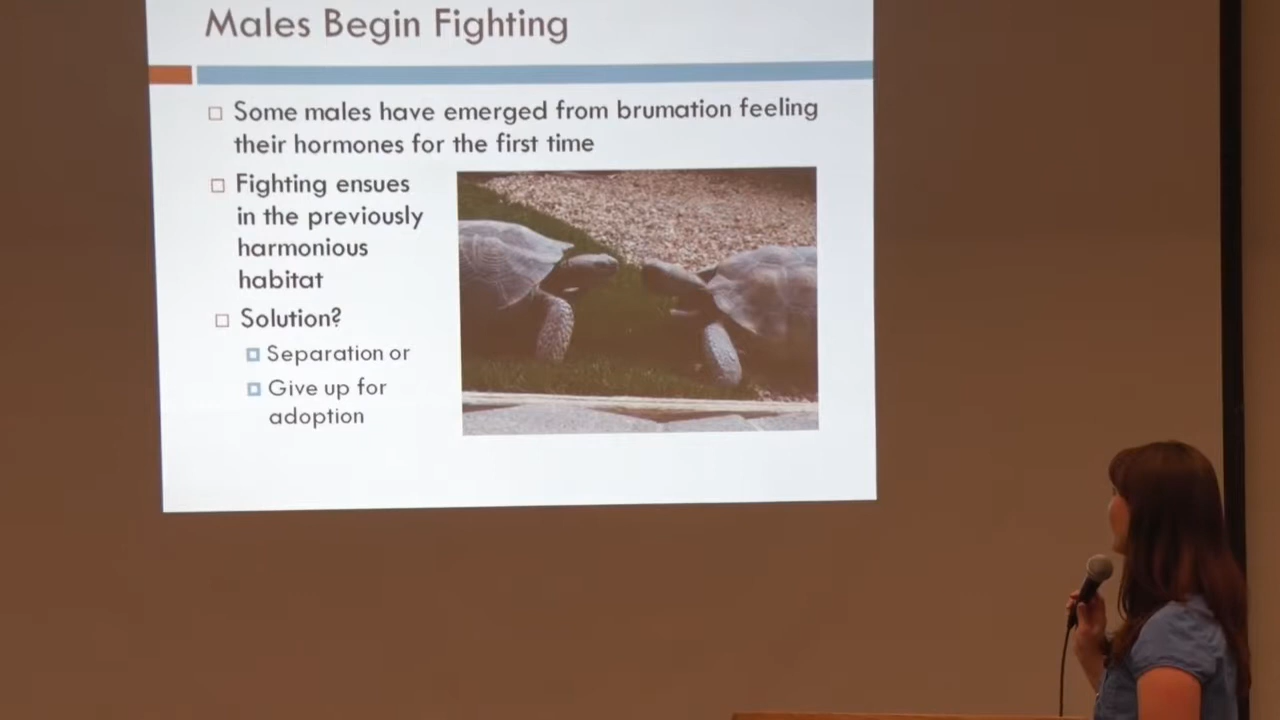 Males Begin Fighting
Some males have emerged from brumation feeling
their hormones for the first time
Fighting ensues
in the previously
harmonious
habitat
Solution?
Separation or
Give up for
adoption